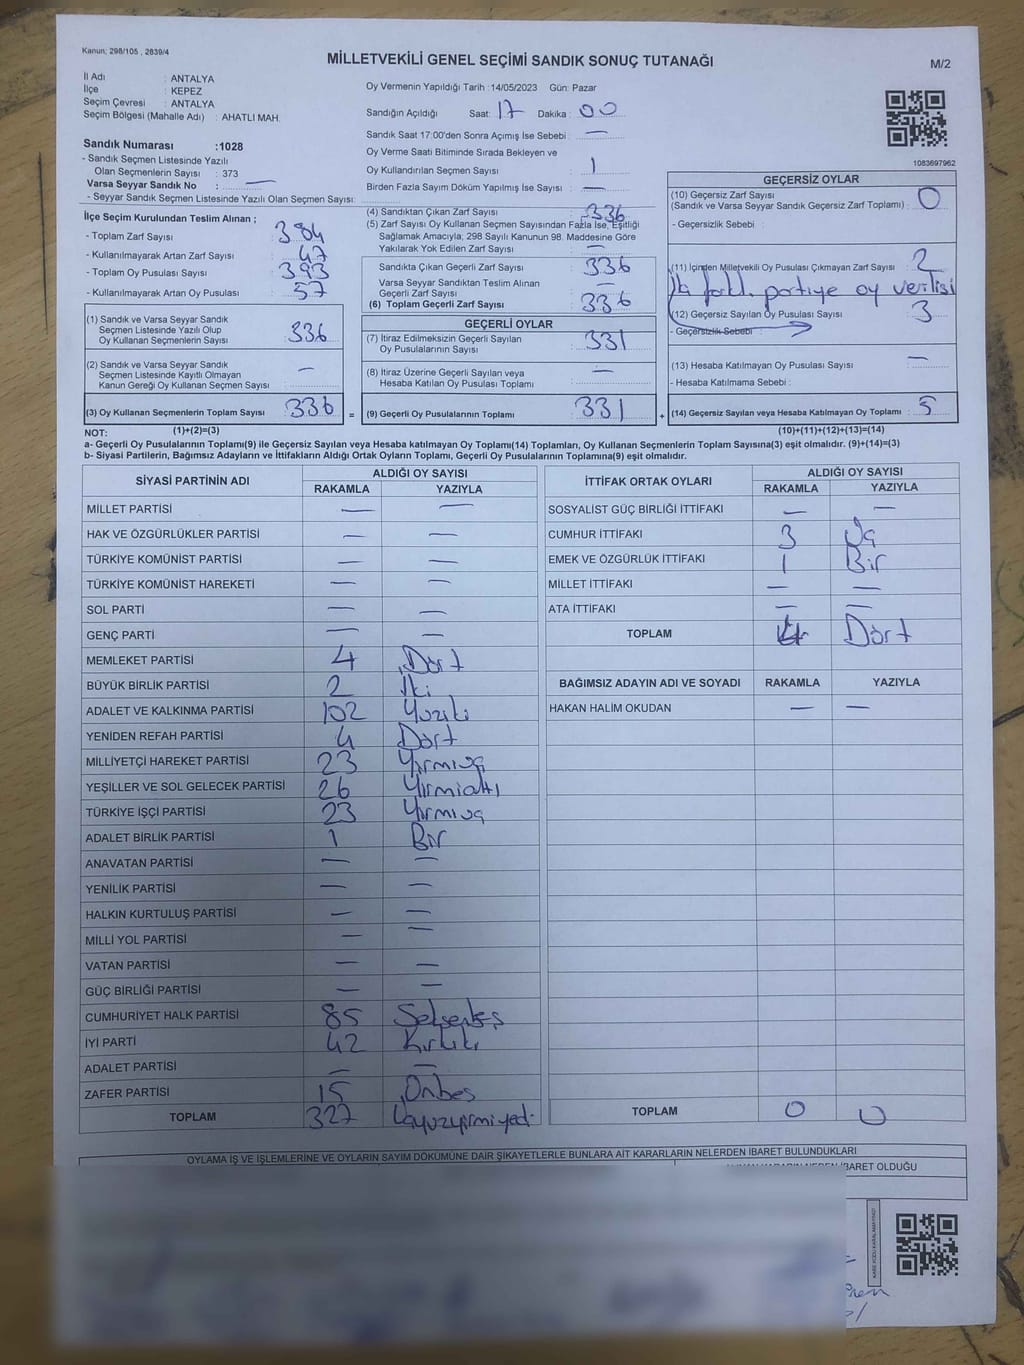 Kanun; 298/105 , 2839/4
MİLLETVEKİLİ GENEL SEÇİMİ SANDIK SONUÇ TUTANAĞI
M/2
İl Adı : ANTALYA
İlçe : KEPEZ
Seçim Çevresi : ANTALYA
Seçim Bölgesi (Mahalle Adı) : AHATLI MAH.
Sandık Numarası :1028
- Sandık Seçmen Listesinde Yazılı
Olan Seçmenlerin Sayısı : 373
Varsa Seyyar Sandık No : —
- Seyyar Sandık Seçmen Listesinde Yazılı Olan Seçmen Sayısı:
Oy Vermenin Yapıldığı Tarih :14/05/2023 Gün: Pazar
Sandığın Açıldığı Saat: 17 Dakika : 00
Sandık Saat 17:00'den Sonra Açımış İse Sebebi : —
Oy Verme Saati Bitiminde Sırada Bekleyen ve
Oy Kullandırılan Seçmen Sayısı : 1
Birden Fazla Sayım Döküm Yapılmış İse Sayısı : —
1083697962
İlçe Seçim Kurulundan Teslim Alınan ;
- Toplam Zarf Sayısı : 384
- Kullanılmayarak Artan Zarf Sayısı : 47
- Toplam Oy Pusulası Sayısı : 393
- Kullanılmayarak Artan Oy Pusulası : 57
(1) Sandık ve Varsa Seyyar Sandık
Seçmen Listesinde Yazılı Olup
Oy Kullanan Seçmenlerin Sayısı : 336
(2) Sandık ve Varsa Seyyar Sandık
Seçmen Listesinde Kayıtlı Olmayan
Kanun Gereği Oy Kullanan Seçmen Sayısı : —
(3) Oy Kullanan Seçmenlerin Toplam Sayısı : 336 =
(1)+(2)=(3)
(4) Sandıktan Çıkan Zarf Sayısı : 336
(5) Zarf Sayısı Oy Kullanan Seçmen Sayısından Fazla İse, Eşitliği
Sağlamak Amacıyla; 298 Sayılı Kanunun 98. Maddesine Göre
Yakılarak Yok Edilen Zarf Sayısı : —
Sandıkta Çıkan Geçerli Zarf Sayısı : 336
Varsa Seyyar Sandıktan Teslim Alınan
Geçerli Zarf Sayısı : —
(6) Toplam Geçerli Zarf Sayısı : 336
GEÇERLİ OYLAR
(7) İtiraz Edilmeksizin Geçerli Sayılan
Oy Pusulalarının Sayısı : 331
(8) İtiraz Üzerine Geçerli Sayılan veya
Hesaba Katılan Oy Pusulası Toplamı : —
(9) Geçerli Oy Pusulalarının Toplamı : 331 +
GEÇERSİZ OYLAR
(10) Geçersiz Zarf Sayısı
(Sandık ve Varsa Seyyar Sandık Geçersiz Zarf Toplamı) : 0
- Geçersizlik Sebebi :
(11) İçinden Milletvekili Oy Pusulası Çıkmayan Zarf Sayısı : 2
partiye oy verilisi
(12) Geçersiz Sayılan Oy Pusulası Sayısı : 3
- Geçersizlik Sebebi :
(13) Hesaba Katılmayan Oy Pusulası Sayısı : —
- Hesaba Katılmama Sebebi :
(14) Geçersiz Sayılan veya Hesaba Katılmayan Oy Toplamı : 5
(10)+(11)+(12)+(13)=(14)
NOT:
a- Geçerli Oy Pusulalarının Toplamı(9) ile Geçersiz Sayılan veya Hesaba katılmayan Oy Toplamı(14) Toplamları, Oy Kullanan Seçmenlerin Toplam Sayısına(3) eşit olmalıdır. (9)+(14)=(3)
b- Siyasi Partilerin, Bağımsız Adayların ve İttifakların Aldığı Ortak Oyların Toplamı, Geçerli Oy Pusulalarının Toplamına(9) eşit olmalıdır.
SİYASİ PARTİNİN ADI ALDIĞI OY SAYISI
RAKAMLA YAZIYLA
MİLLET PARTİSİ — —
HAK VE ÖZGÜRLÜKLER PARTİSİ — —
TÜRKİYE KOMÜNİST PARTİSİ — —
TÜRKİYE KOMÜNİST HAREKETİ — —
SOL PARTİ — —
GENÇ PARTİ — —
MEMLEKET PARTİSİ 4 Dört
BÜYÜK BİRLİK PARTİSİ 2 İki
ADALET VE KALKINMA PARTİSİ 102 Yüziki
YENİDEN REFAH PARTİSİ 4 Dört
MİLLİYETÇİ HAREKET PARTİSİ 23 Yirmiüç
YEŞİLLER VE SOL GELECEK PARTİSİ 26 Yirmialtı
TÜRKİYE İŞÇİ PARTİSİ 23 Yirmiüç
ADALET BİRLİK PARTİSİ 1 Bir
ANAVATAN PARTİSİ — —
YENİLİK PARTİSİ — —
HALKIN KURTULUŞ PARTİSİ — —
MİLLİ YOL PARTİSİ — —
VATAN PARTİSİ — —
GÜÇ BİRLİĞİ PARTİSİ — —
CUMHURİYET HALK PARTİSİ 85 Seksenbeş
İYİ PARTİ 42 Kırkiki
ADALET PARTİSİ — —
ZAFER PARTİSİ 15 Onbeş
TOPLAM 327 Üçyüzyirmiyedi
İTTİFAK ORTAK OYLARI ALDIĞI OY SAYISI
RAKAMLA YAZIYLA
SOSYALİST GÜÇ BİRLİĞİ İTTİFAKI — —
CUMHUR İTTİFAKI 3 Üç
EMEK VE ÖZGÜRLÜK İTTİFAKI 1 Bir
MİLLET İTTİFAKI — —
ATA İTTİFAKI — —
TOPLAM 4 Dört
BAĞIMSIZ ADAYIN ADI VE SOYADI RAKAMLA YAZIYLA
HAKAN HALİM OKUDAN — —
TOPLAM 0 0
OYLAMA İŞ VE İŞLEMLERİNE VE OYLARIN SAYIM DÖKÜMÜNE DAİR ŞİKAYETLERLE BUNLARA AİT KARARLARIN NELERDEN İBARET BULUNDUKLARI
İBARET OLDUĞU
KARE KODU KARALAMAYINIZ!